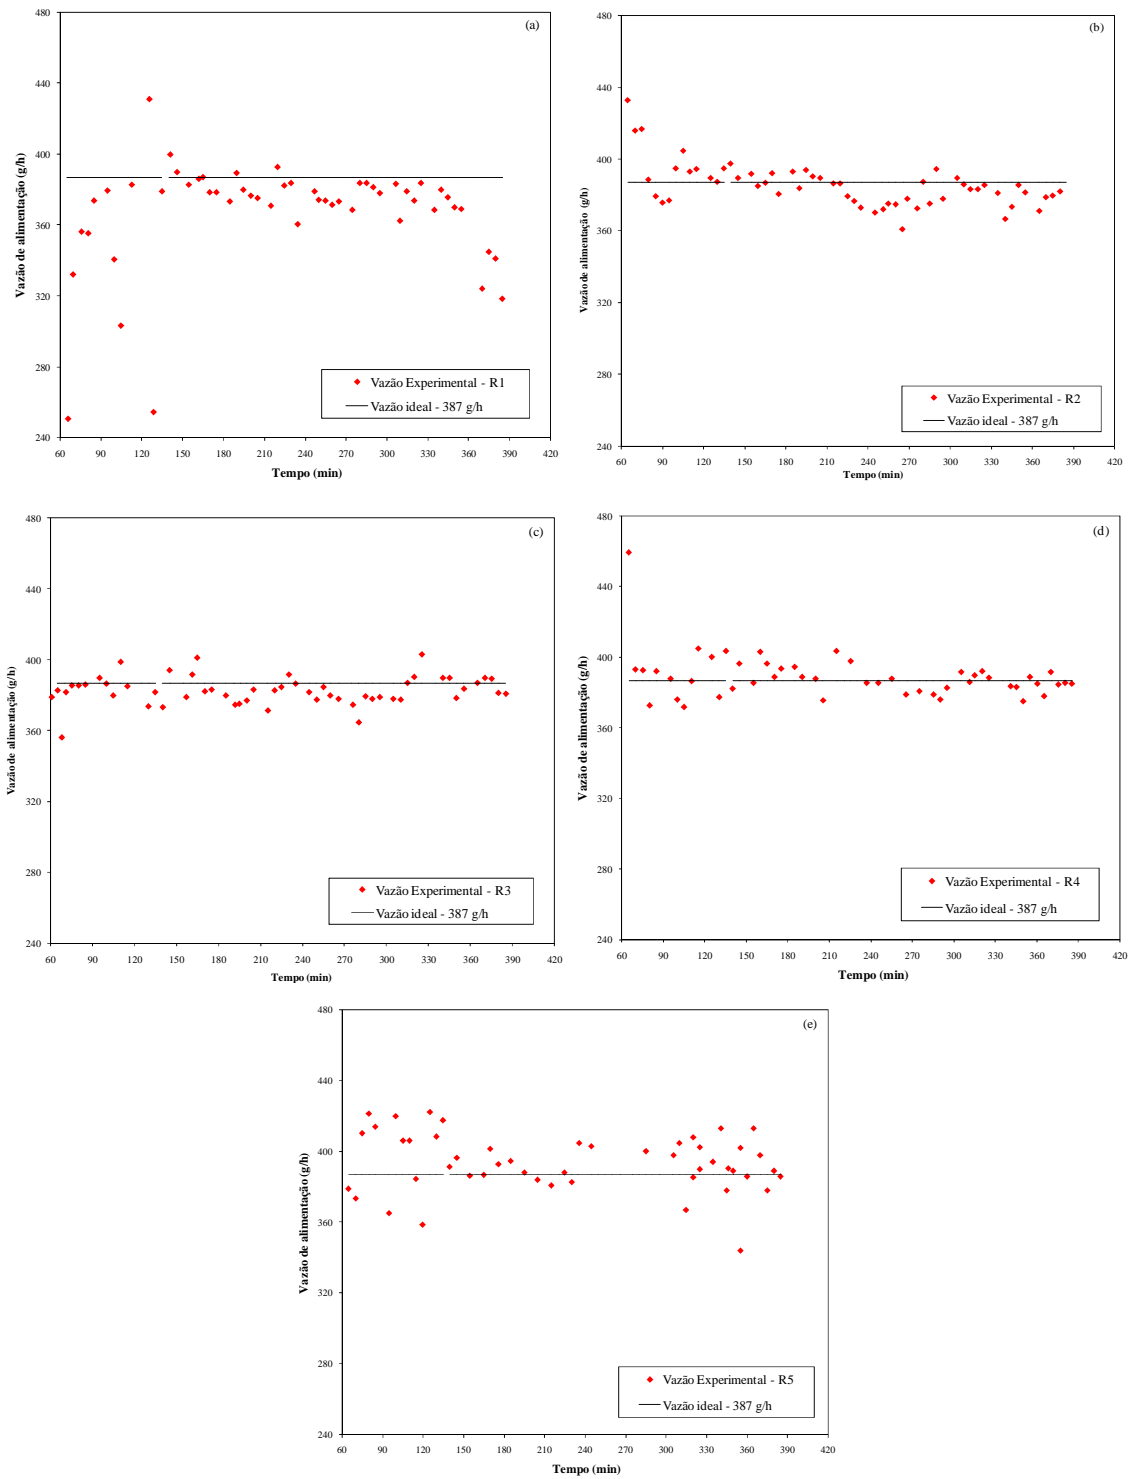 (a)
480
440
400
360
320
280
240
Vazão de alimentação (g/h)
Vazão Experimental - R1
Vazão ideal - 387 g/h
60 90 120 150 180 210 240 270 300 330 360 390 420
Tempo (min)
(b)
480
440
400
360
320
280
240
Vazão de alimentação (g/h)
Vazão Experimental - R2
Vazão ideal - 387 g/h
60 90 120 150 180 210 240 270 300 330 360 390 420
Tempo (min)
(c)
480
440
400
360
320
280
240
Vazão de alimentação (g/h)
Vazão Experimental - R3
Vazão ideal - 387 g/h
60 90 120 150 180 210 240 270 300 330 360 390 420
Tempo (min)
(d)
480
440
400
360
320
280
240
Vazão de alimentação (g/h)
Vazão Experimental - R4
Vazão ideal - 387 g/h
60 90 120 150 180 210 240 270 300 330 360 390 420
Tempo (min)
(e)
480
440
400
360
320
280
240
Vazão de alimentação (g/h)
Vazão Experimental - R5
Vazão ideal - 387 g/h
60 90 120 150 180 210 240 270 300 330 360 390 420
Tempo (min)